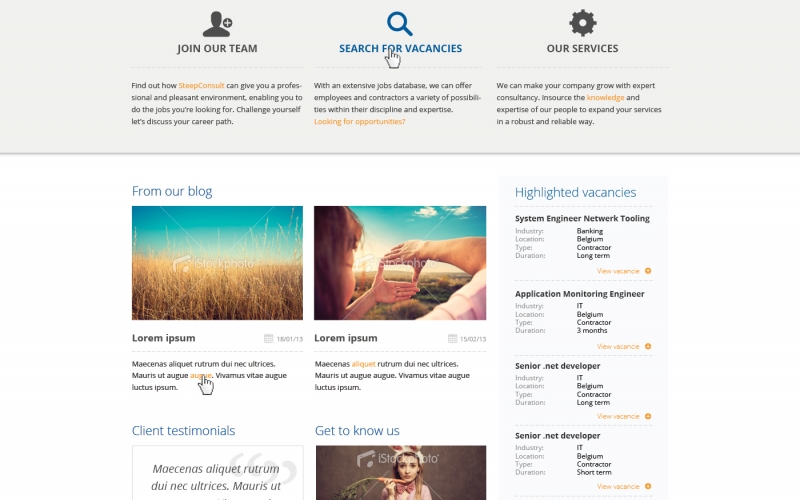 JOIN OUR TEAM
Find out how SteepConsult can give you a profes-
sional and pleasant environment, enabling you to
do the jobs you're looking for. Challenge yourself
let's discuss your career path.
SEARCH FOR VACANCIES
With an extensive jobs database, we can offer
employees and contractors a variety of possibili-
ties within their discipline and expertise.
Looking for opportunities?
OUR SERVICES
We can make your company grow with expert
consultancy. Insource the knowledge and
expertise of our people to expand your services
in a robust and reliable way.
From our blog
iStockphoto
Lorem ipsum
18/01/13
Maecenas aliquet rutrum dui nec ultrices.
Mauris ut augue augue. Vivamus vitae augue
luctus ipsum.
iStockphoto
Lorem ipsum
15/02/13
Maecenas aliquet rutrum dui nec ultrices.
Mauris ut augue augue. Vivamus vitae augue
luctus ipsum.
Client testimonials
Maecenas aliquet rutrum
dui nec ultrices. Mauris ut
Get to know us
iStockphoto
Highlighted vacancies
System Engineer Netwerk Tooling
Industry: Banking
Location: Belgium
Type: Contractor
Duration: Long term
View vacancie
Application Monitoring Engineer
Industry: IT
Location: Belgium
Type: Contractor
Duration: 3 months
View vacancie
Senior .net developer
Industry: IT
Location: Belgium
Type: Contractor
Duration: Long term
View vacancie
Senior .net developer
Industry: IT
Location: Belgium
Type: Contractor
Duration: Short term
View vacancie